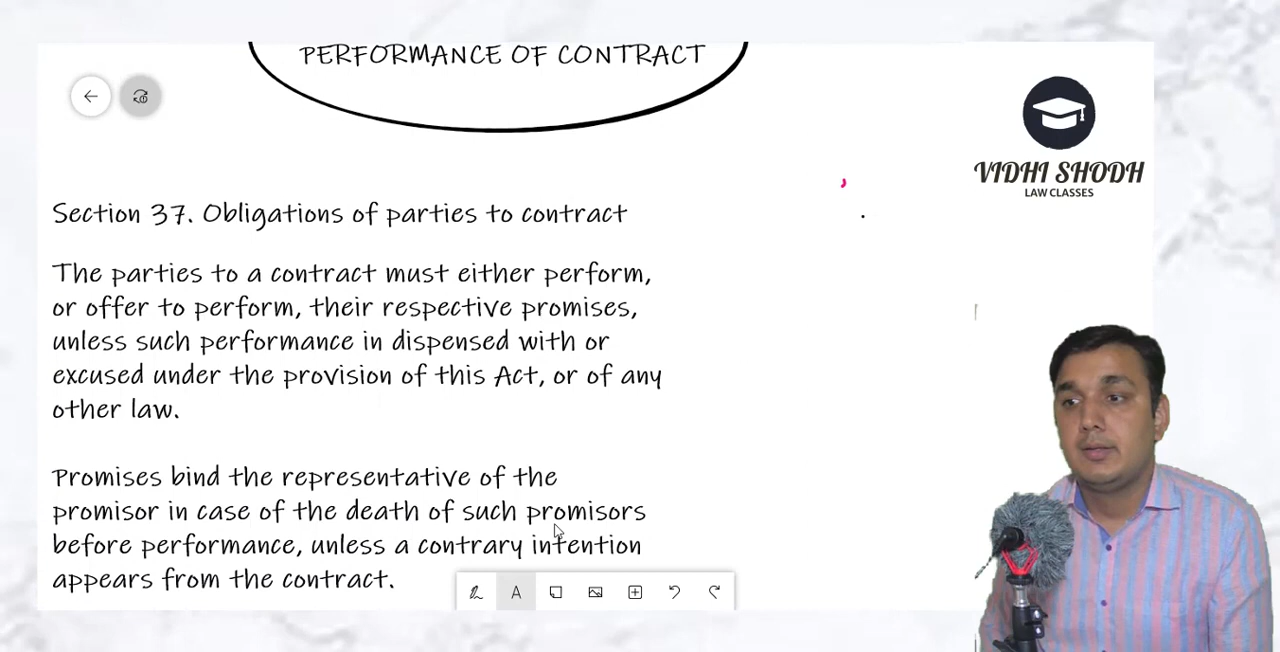 PERFORMANCE OF CONTRACT
VIDHI SHODH
LAW CLASSES
Section 37. Obligations of parties to contract
The parties to a contract must either perform,
or offer to perform, their respective promises,
unless such performance in dispensed with or
excused under the provision of this Act, or of any
other law.
Promises bind the representative of the
promisor in case of the death of such promisors
before performance, unless a contrary intention
appears from the contract.
A